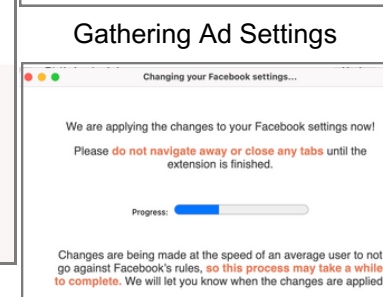 Gathering Ad Settings
Changing your Facebook settings...
We are applying the changes to your Facebook settings now!
Please do not navigate away or close any tabs until the
extension is finished.
Progress:
Changes are being made at the speed of an average user to not
go against Facebook's rules, so this process may take a while
to complete. We will let you know when the changes are applied